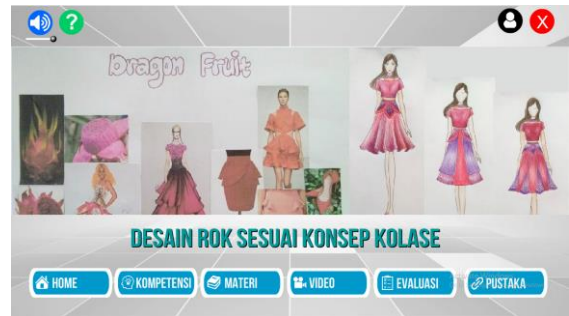 ?
X
Dragon Fruit
DESAIN ROK SESUAI KONSEP KOLASE
HOME
KOMPETENSI
MATERI
VIDEO
EVALUASI
PUSTAKA